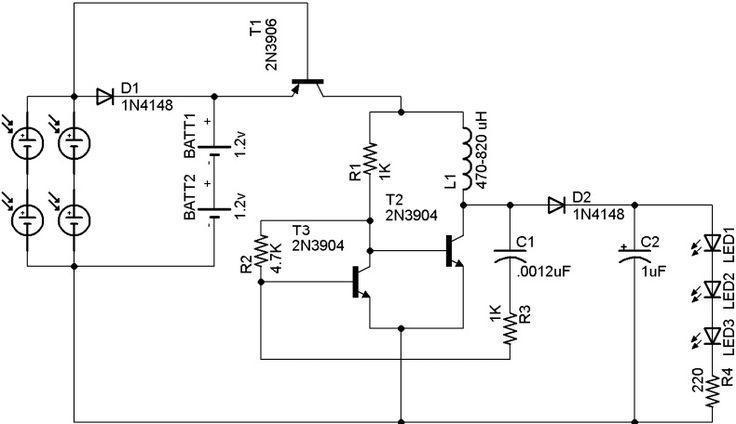 T1
2N3906
D1
1N4148
+
BATT1
1.2v
-
+
BATT2
1.2v
-
+
+
+
+
R1
1K
L1
470-820 uH
T2
2N3904
T3
2N3904
R2
4.7K
D2
1N4148
C1
.0012uF
1K
R3
+
C2
1uF
LED1
LED2
LED3
220
R4